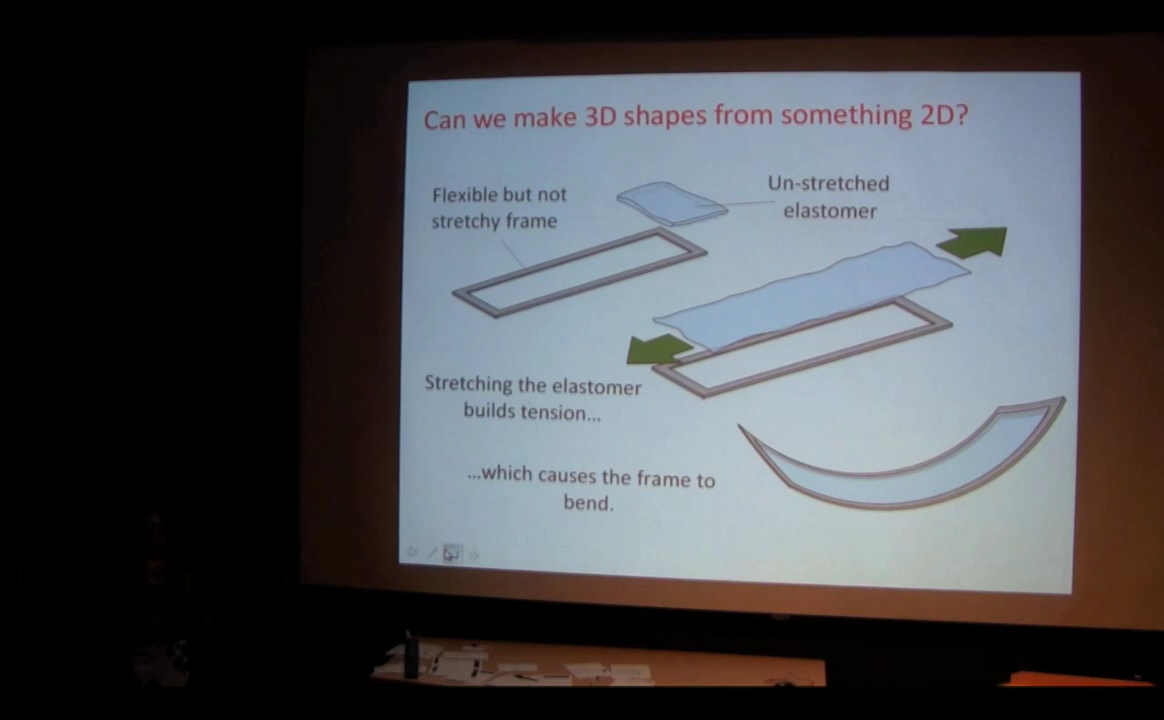 Can we make 3D shapes from something 2D?
Flexible but not
stretchy frame
Un-stretched
elastomer
Stretching the elastomer
builds tension...
...which causes the frame to
bend.